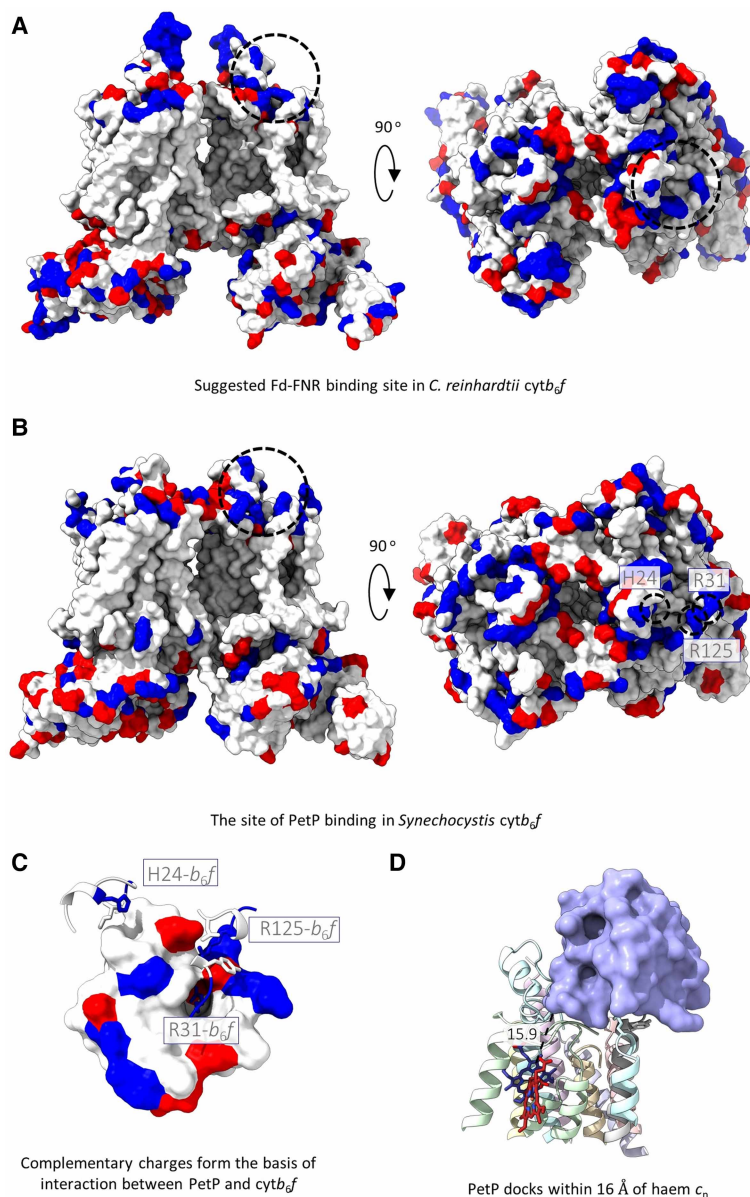 A
90°
Suggested Fd-FNR binding site in C. reinhardtii cytb₆f
B
90°
H24
R31
R125
The site of PetP binding in Synechocystis cytb₆f
C
H24-b₆f
R125-b₆f
R31-b₆f
Complementary charges form the basis of
interaction between PetP and cytb₆f
D
15.9
PetP docks within 16 Å of haem cₙ